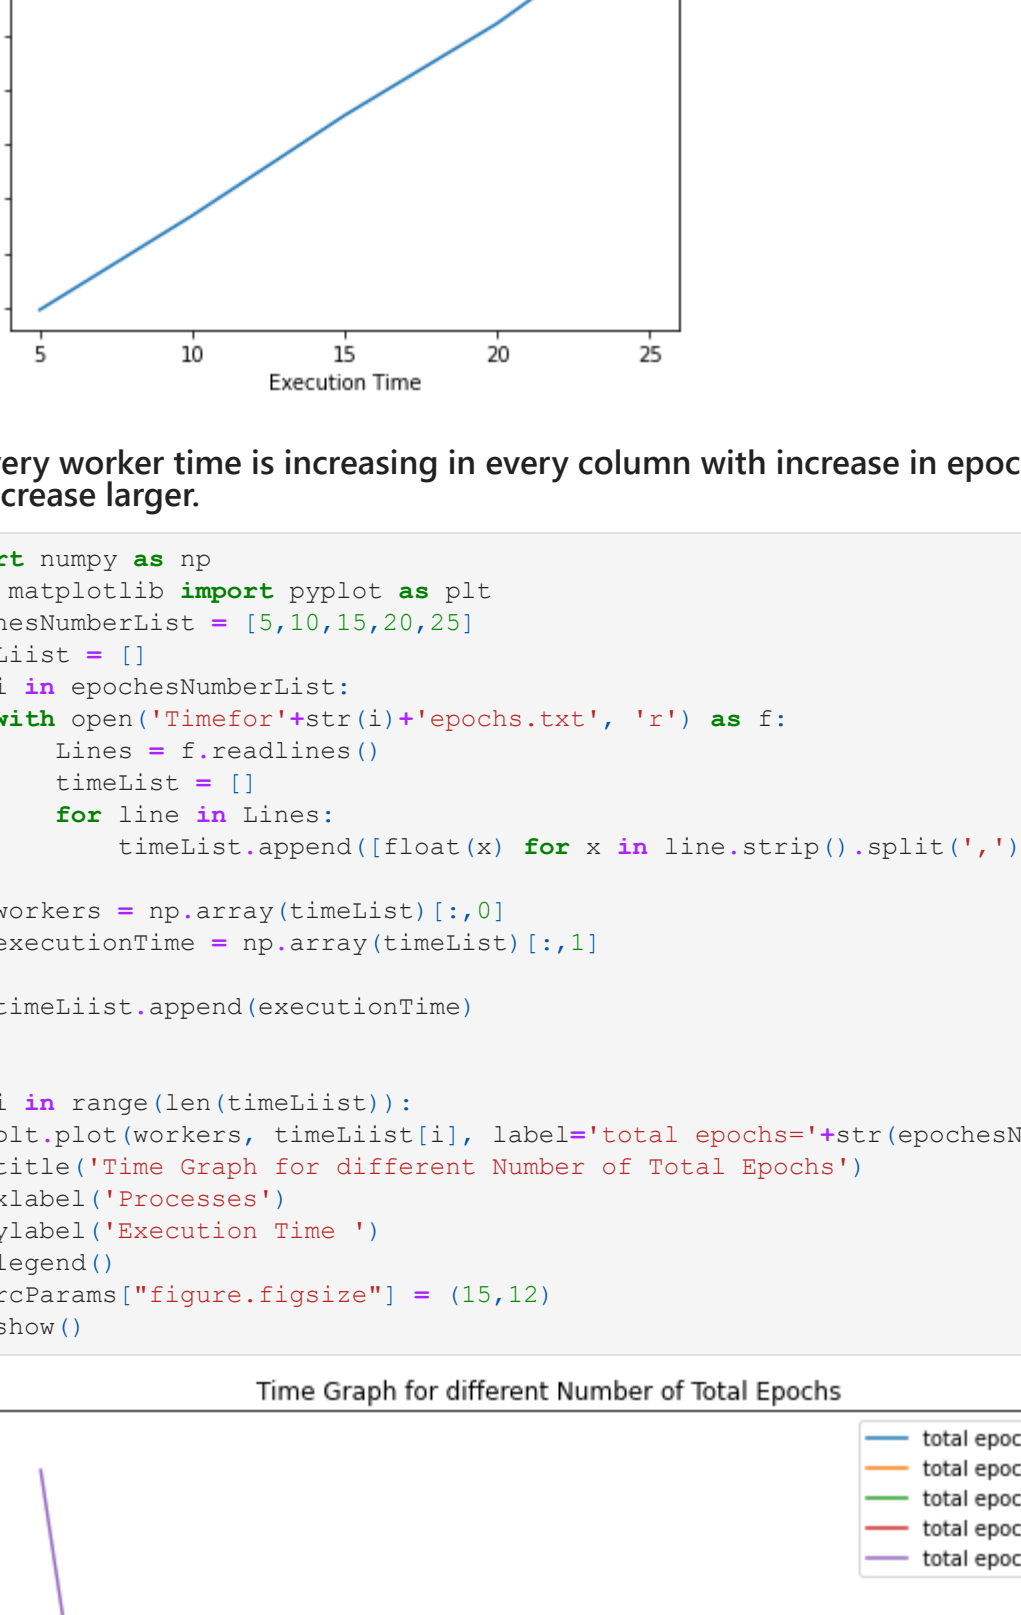 5 10 15 20 25
Execution Time
very worker time is increasing in every column with increase in epoc
crease larger.
rt numpy as np
matplotlib import pyplot as plt
hesNumberList = [5,10,15,20,25]
Liist = []
i in epochesNumberList:
with open('Timefor'+str(i)+'epochs.txt', 'r') as f:
Lines = f.readlines()
timeList = []
for line in Lines:
timeList.append([float(x) for x in line.strip().split(',')
workers = np.array(timeList)[:,0]
executionTime = np.array(timeList)[:,1]
timeLiist.append(executionTime)
i in range(len(timeLiist)):
plt.plot(workers, timeLiist[i], label='total epochs='+str(epochesN
title('Time Graph for different Number of Total Epochs')
xlabel('Processes')
ylabel('Execution Time ')
legend()
rcParams["figure.figsize"] = (15,12)
show()
Time Graph for different Number of Total Epochs
total epoc
total epoc
total epoc
total epoc
total epoc